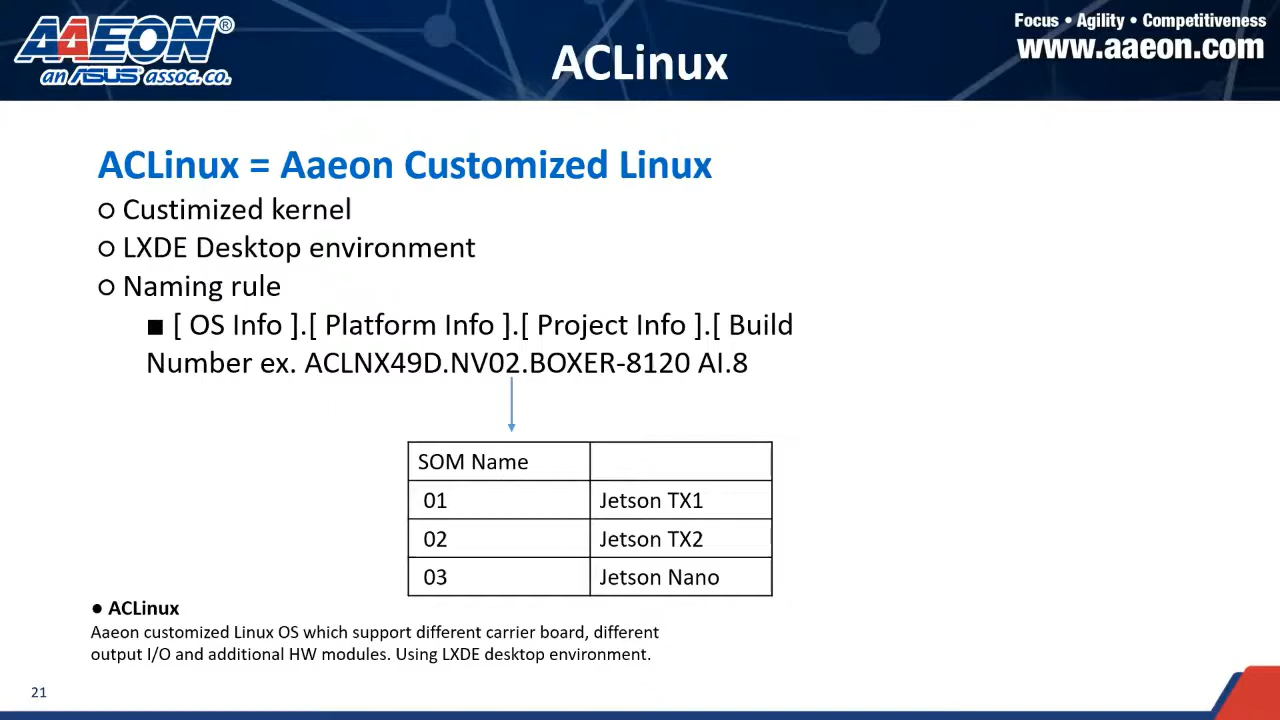 AAEON®
an ASUS assoc.co.
ACLinux
Focus • Agility • Competitiveness
www.aaeon.com
ACLinux = Aaeon Customized Linux
○ Custimized kernel
○ LXDE Desktop environment
○ Naming rule
■ [ OS Info ].[ Platform Info ].[ Project Info ].[ Build
Number ex. ACLNX49D.NV02.BOXER-8120 AI.8
SOM Name
01 Jetson TX1
02 Jetson TX2
03 Jetson Nano
● ACLinux
Aaeon customized Linux OS which support different carrier board, different
output I/O and additional HW modules. Using LXDE desktop environment.
21